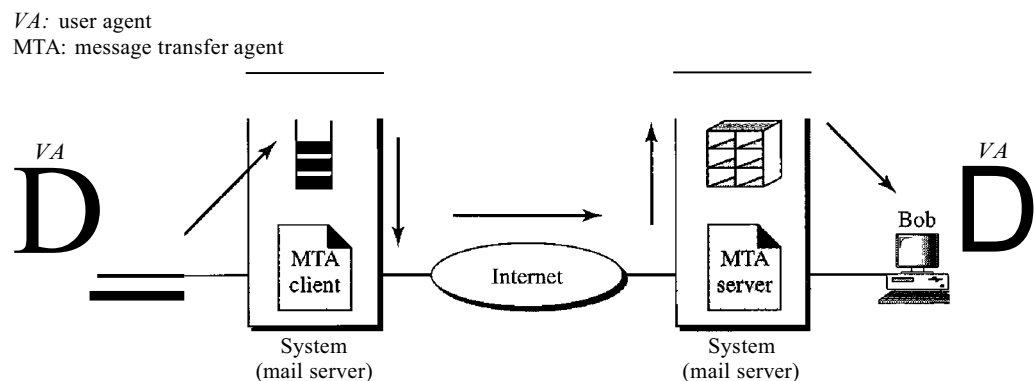 VA: user agent
MTA: message transfer agent
VA
D
VA
D
Bob
MTA
client
Internet
MTA
server
System
(mail server)
System
(mail server)